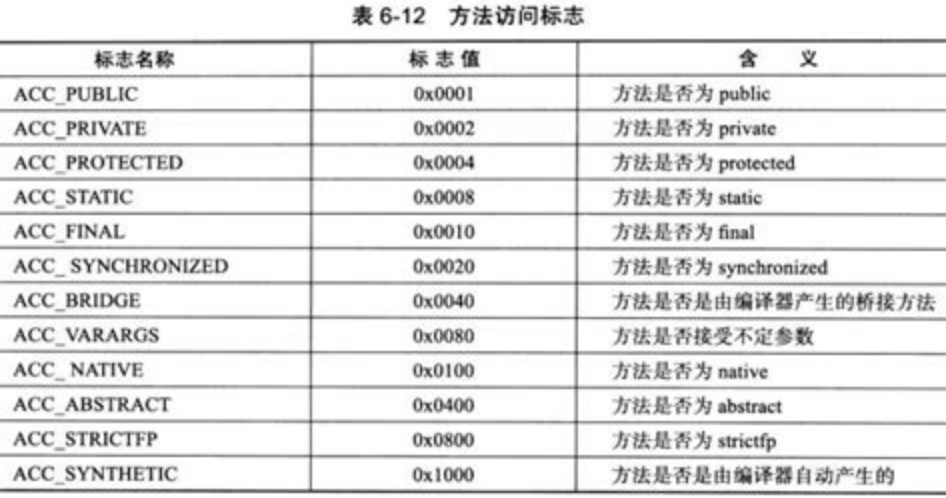 表 6-12 方法访问标志
标志名称 标 志 值 含 义
ACC_PUBLIC 0x0001 方法是否为 public
ACC_PRIVATE 0x0002 方法是否为 private
ACC_PROTECTED 0x0004 方法是否为 protected
ACC_STATIC 0x0008 方法是否为 static
ACC_FINAL 0x0010 方法是否为 final
ACC_ SYNCHRONIZED 0x0020 方法是否为 synchronized
ACC_BRIDGE 0x0040 方法是否是由编译器产生的桥接方法
ACC_VARARGS 0x0080 方法是否接受不定参数
ACC_ NATIVE 0x0100 方法是否为 native
ACC_ABSTRACT 0x0400 方法是否为 abstract
ACC_STRICTFP 0x0800 方法是否为 strictfp
ACC_SYNTHETIC 0x1000 方法是否是由编译器自动产生的